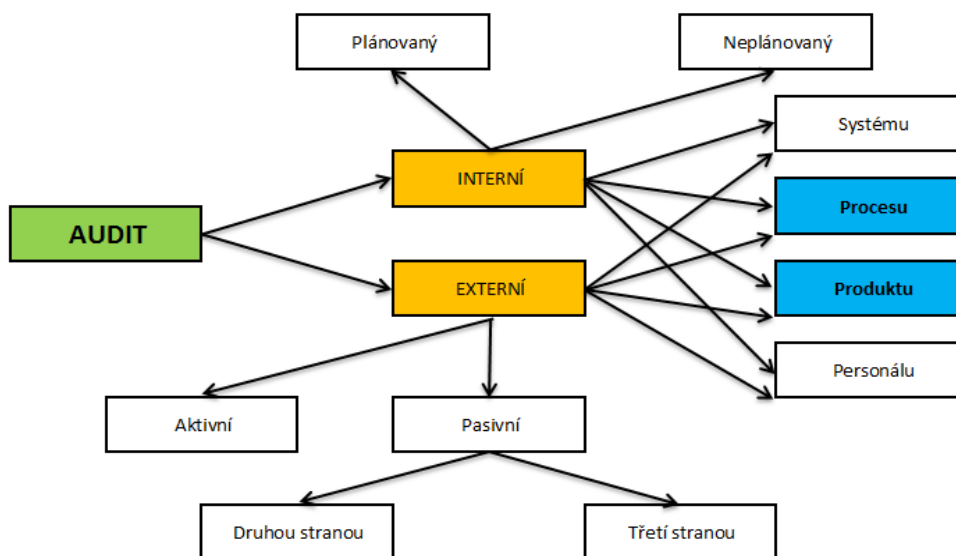 Plánovaný
Neplánovaný
Systému
INTERNÍ
Procesu
AUDIT
EXTERNÍ
Produktu
Personálu
Aktivní
Pasivní
Druhou stranou
Třetí stranou